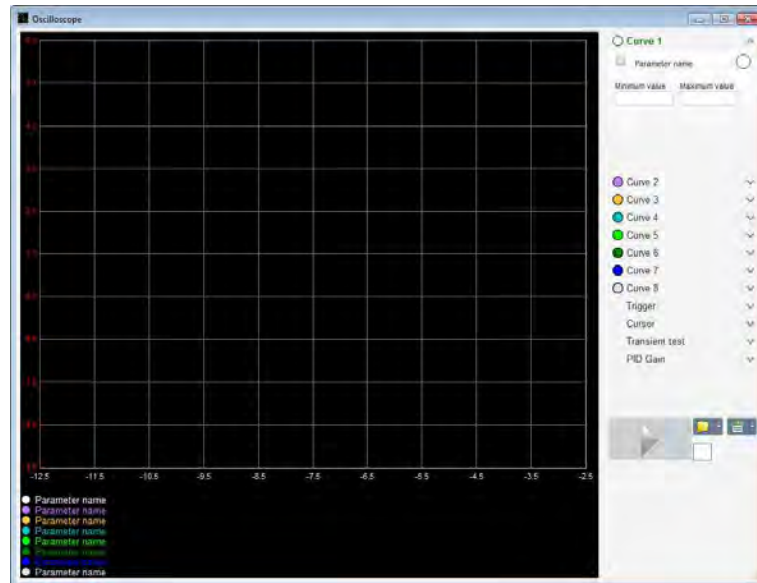 Oscilloscope
Curve 1
Parameter name
Minimum value Maximum value
Curve 2
Curve 3
Curve 4
Curve 5
Curve 6
Curve 7
Curve 8
Trigger
Cursor
Transient test
PID Gain
-12.5 -11.5 -10.5 -9.5 -8.5 -7.5 -6.5 -5.5 -4.5 -3.5 -2.5
Parameter name
Parameter name
Parameter name
Parameter name
Parameter name
Parameter name
Parameter name
Parameter name